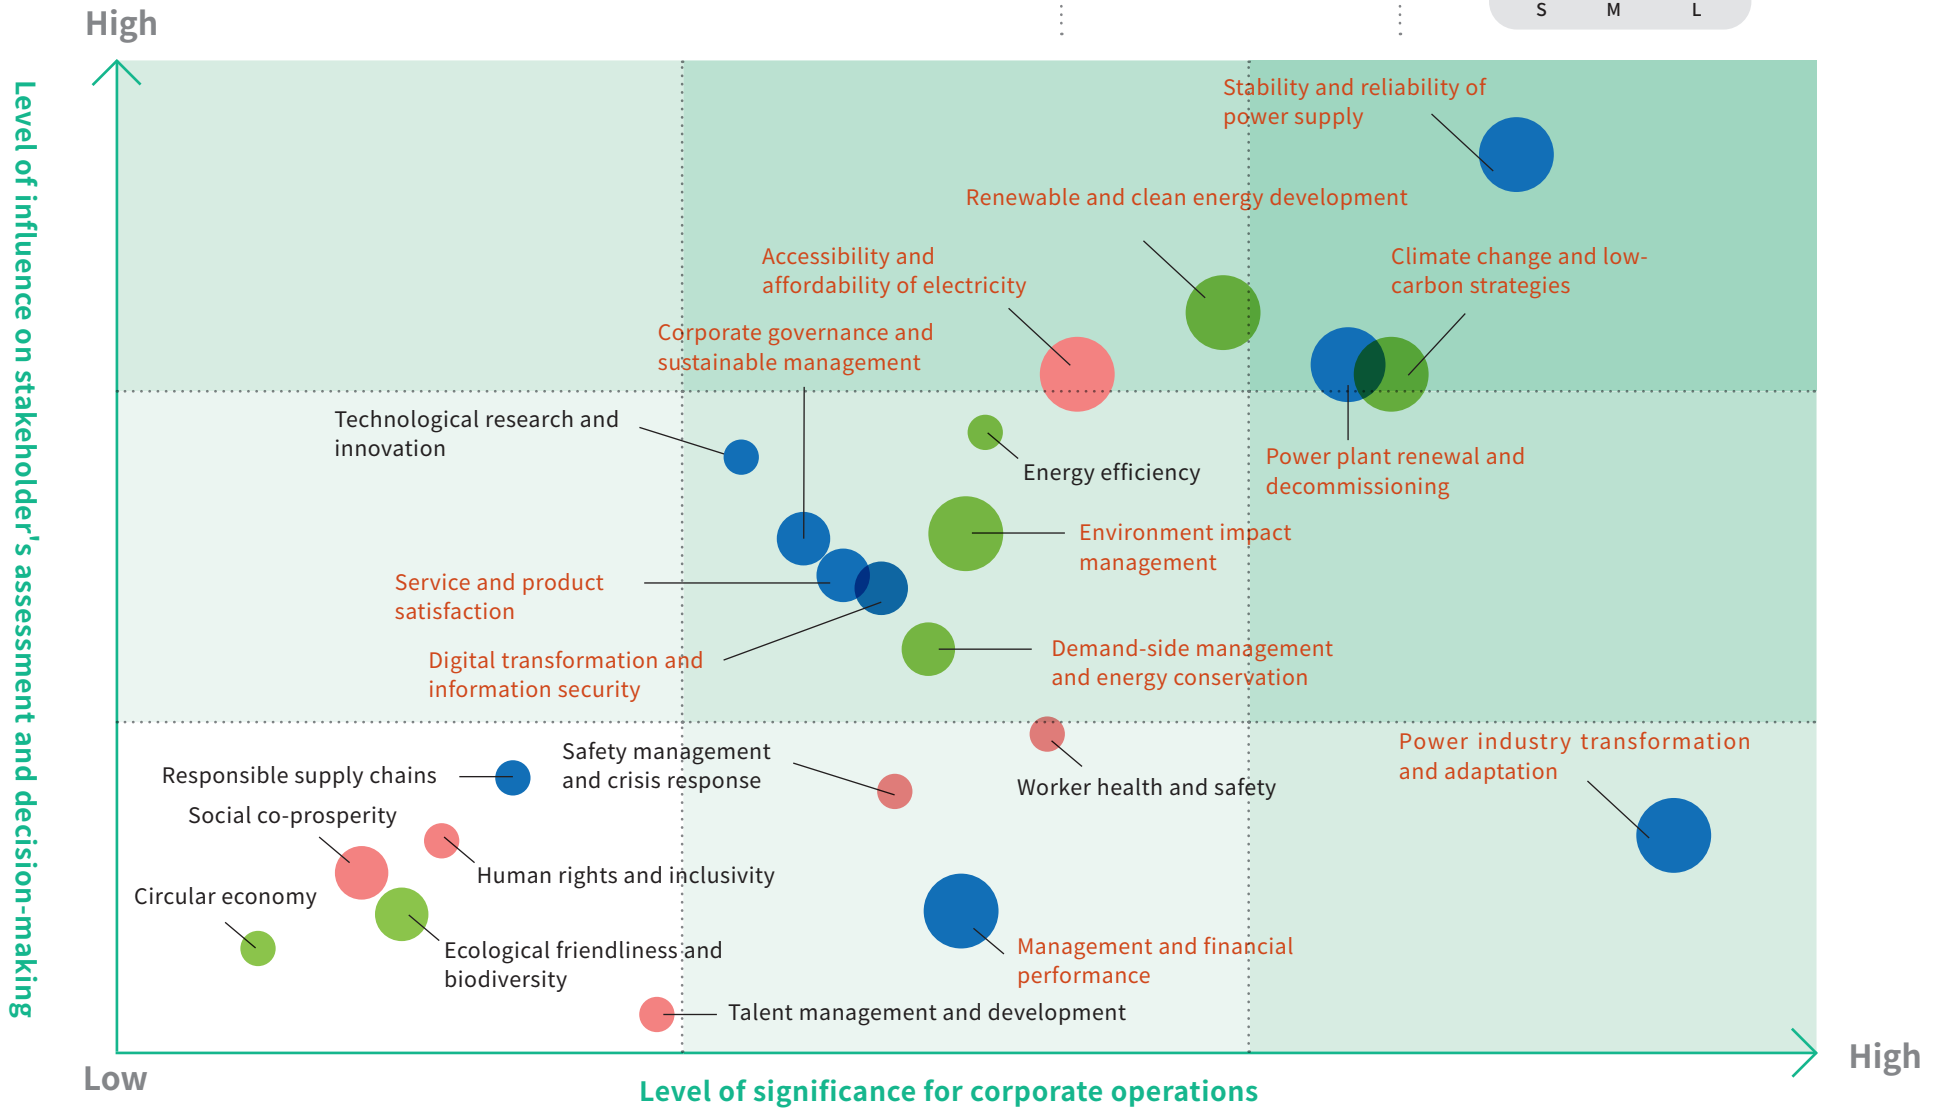 High
S M L
Level of influence on stakeholder's assessment and decision-making
Stability and reliability of
power supply
Renewable and clean energy development
Accessibility and
affordability of electricity
Climate change and low-
carbon strategies
Corporate governance and
sustainable management
Technological research and
innovation
Energy efficiency
Power plant renewal and
decommissioning
Environment impact
management
Service and product
satisfaction
Demand-side management
and energy conservation
Digital transformation and
information security
Power industry transformation
and adaptation
Safety management
and crisis response
Responsible supply chains
Worker health and safety
Social co-prosperity
Human rights and inclusivity
Circular economy
Ecological friendliness and
biodiversity
Management and financial
performance
Talent management and development
High
Low
Level of significance for corporate operations